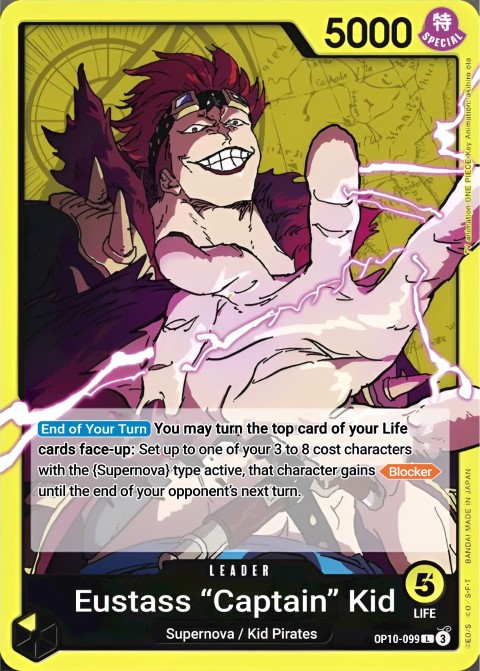 5000
特
SPECIAL
End of Your Turn You may turn the top card of your Life
cards face-up: Set up to one of your 3 to 8 cost characters
with the {Supernova} type active, that character gains Blocker
until the end of your opponent's next turn.
LEADER
Eustass “Captain” Kid
5
LIFE
Supernova / Kid Pirates
OP10-099 L 3
BANDAI MADE IN JAPAN